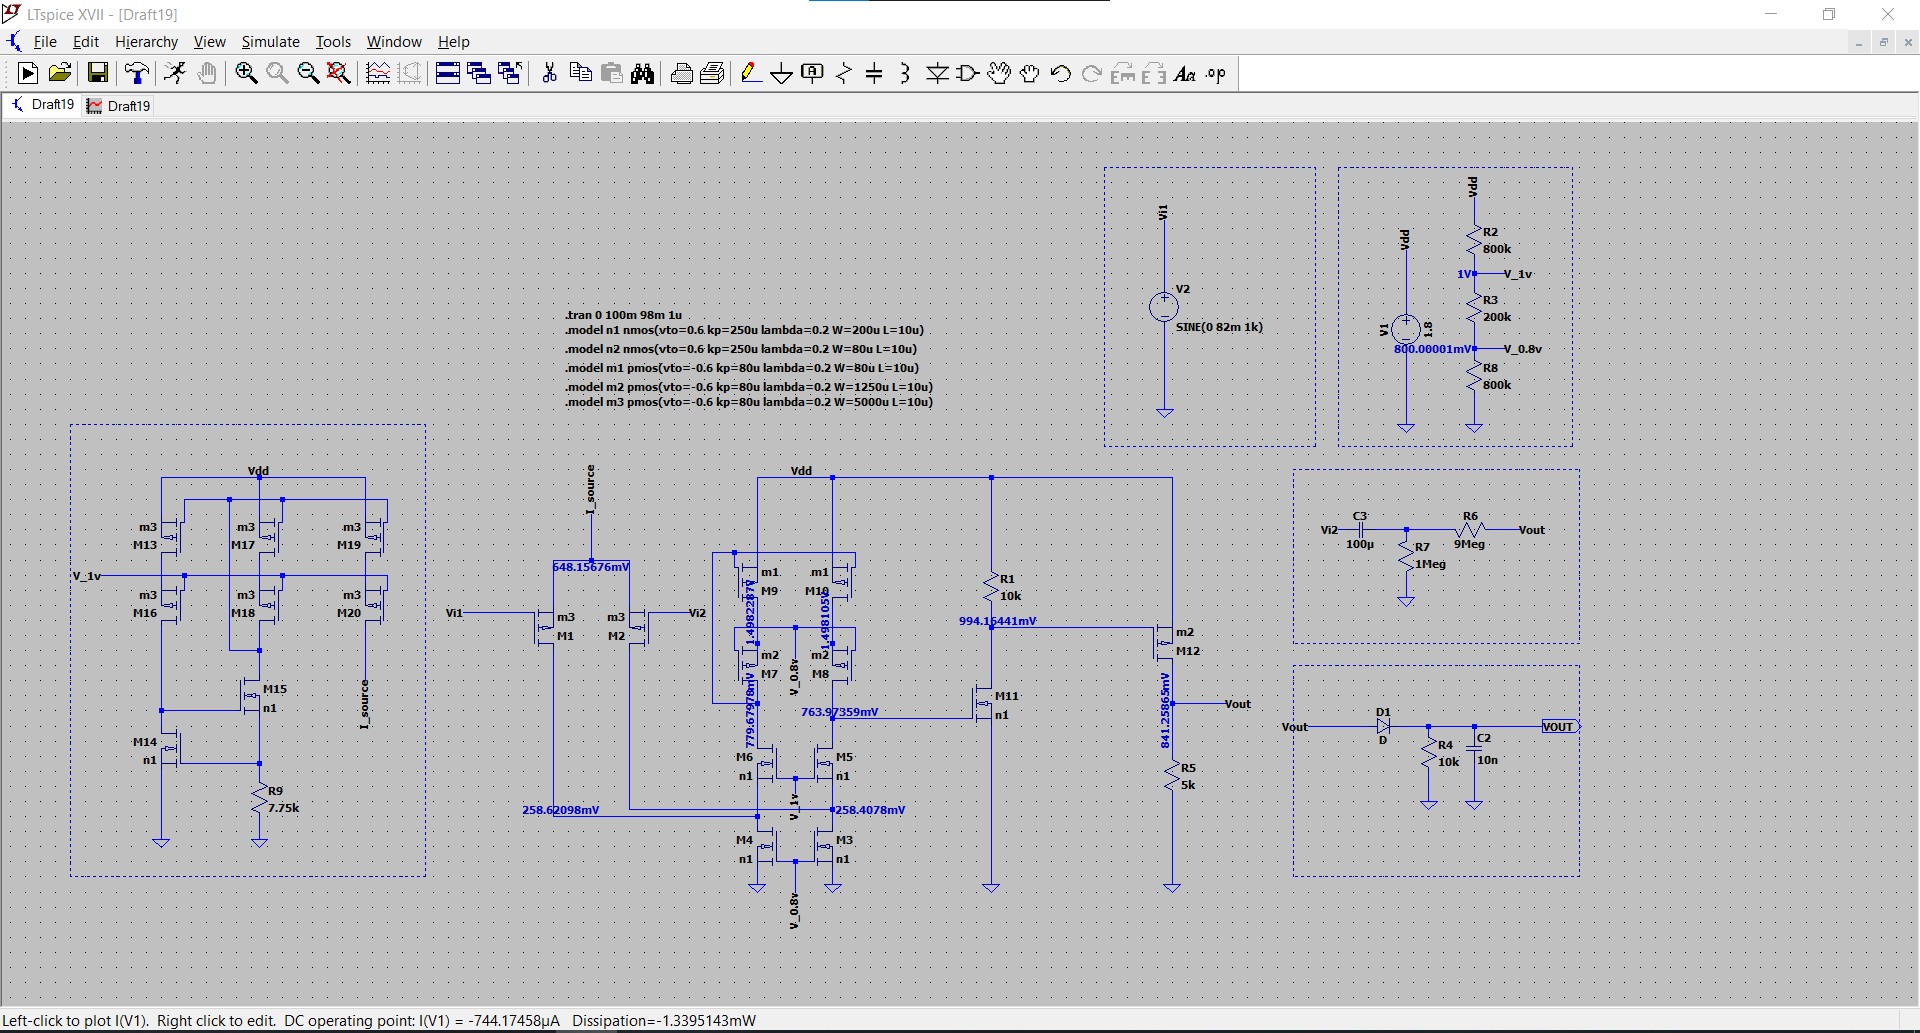 LTspice XVII - [Draft19]
File Edit Hierarchy View Simulate Tools Window Help
Aa .op
Draft19 Draft19
.tran 0 100m 98m 1u
.model n1 nmos(vto=0.6 kp=250u lambda=0.2 W=200u L=10u)
.model n2 nmos(vto=0.6 kp=250u lambda=0.2 W=80u L=10u)
.model m1 pmos(vto=-0.6 kp=80u lambda=0.2 W=80u L=10u)
.model m2 pmos(vto=-0.6 kp=80u lambda=0.2 W=1250u L=10u)
.model m3 pmos(vto=-0.6 kp=80u lambda=0.2 W=5000u L=10u)
Vi1
V2
SINE(0 82m 1k)
Vdd
Vdd
R2
800k
1V
V_1v
R3
200k
V1
1.8
800.00001mV
V_0.8v
R8
800k
Vdd
m3
M13
m3
M17
m3
M19
V_1v
m3
M16
m3
M18
m3
M20
M15
n1
I_source
M14
n1
R9
7.75k
I_source
648.15676mV
Vi1
m3
M1
m3
M2
Vi2
258.62098mV
Vdd
m1
M9
m1
M10
1.4982287V
1.498105V
m2
M7
m2
M8
V_0.8v
779.67978mV
763.97359mV
M6
n1
M5
n1
V_1v
258.4078mV
M4
n1
M3
n1
V_0.8v
R1
10k
994.16441mV
M11
n1
m2
M12
841.25865mV
Vout
R5
5k
Vi2
C3
100µ
R7
1Meg
R6
9Meg
Vout
Vout
D1
D
R4
10k
C2
10n
VOUT
Left-click to plot I(V1). Right click to edit. DC operating point: I(V1) = -744.17458µA Dissipation=-1.3395143mW